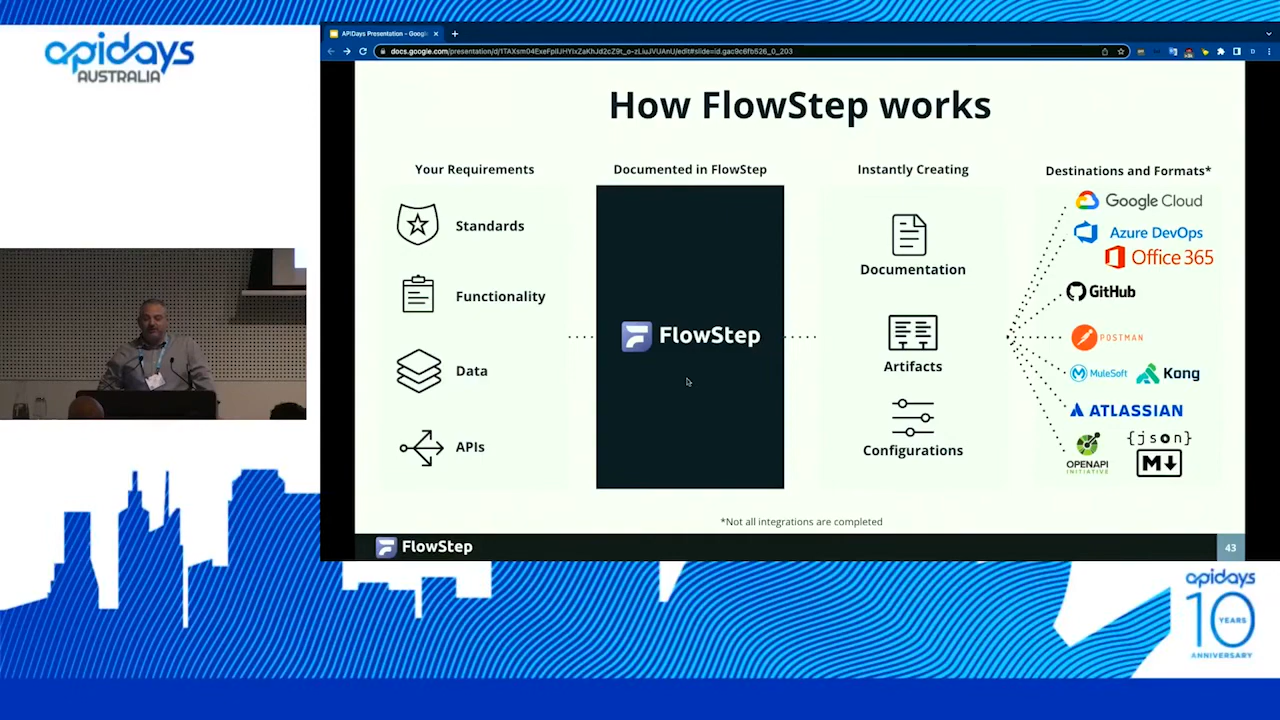 apidays
AUSTRALIA
APIDays Presentation – Goog
How FlowStep works
Your Requirements
Documented in FlowStep
Instantly Creating
Destinations and Formats*
Standards
Functionality
Data
APIs
FlowStep
Documentation
Artifacts
Configurations
Google Cloud
Azure DevOps
Office 365
GitHub
POSTMAN
MuleSoft
Kong
ATLASSIAN
OPENAPI
INITIATIVE
{json}
M
*Not all integrations are completed
FlowStep
43
apidays
10
YEARS
ANNIVERSARY